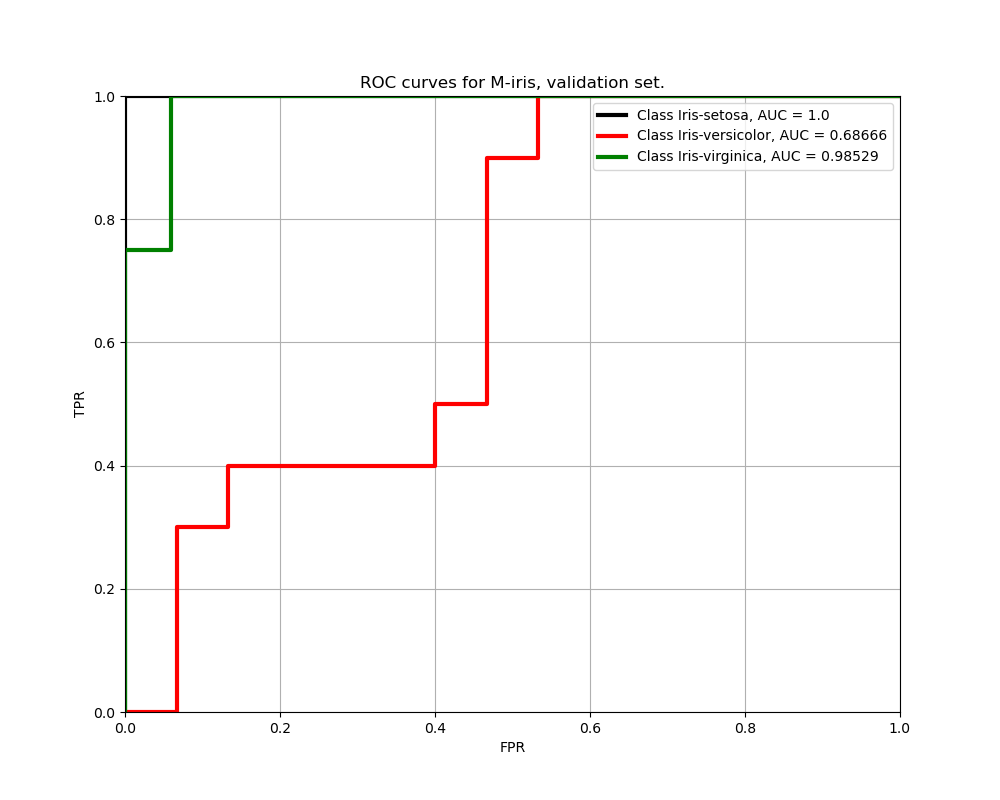 ROC curves for M-iris, validation set.
Class Iris-setosa, AUC = 1.0
Class Iris-versicolor, AUC = 0.68666
Class Iris-virginica, AUC = 0.98529
TPR
1.0
0.8
0.6
0.4
0.2
0.0
0.0 0.2 0.4 0.6 0.8 1.0
FPR